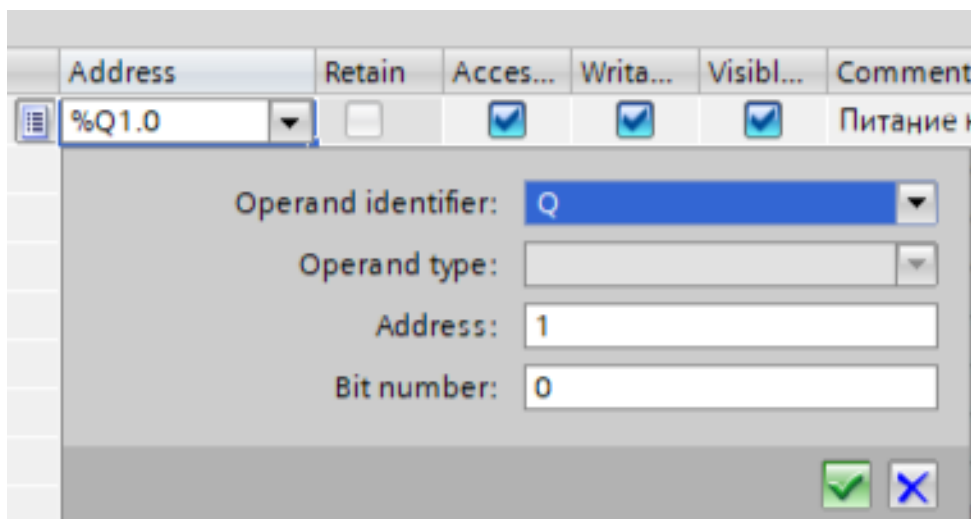 Address Retain Acces... Writa... Visibl... Comment
%Q1.0 Питание
Operand identifier: Q
Operand type:
Address: 1
Bit number: 0